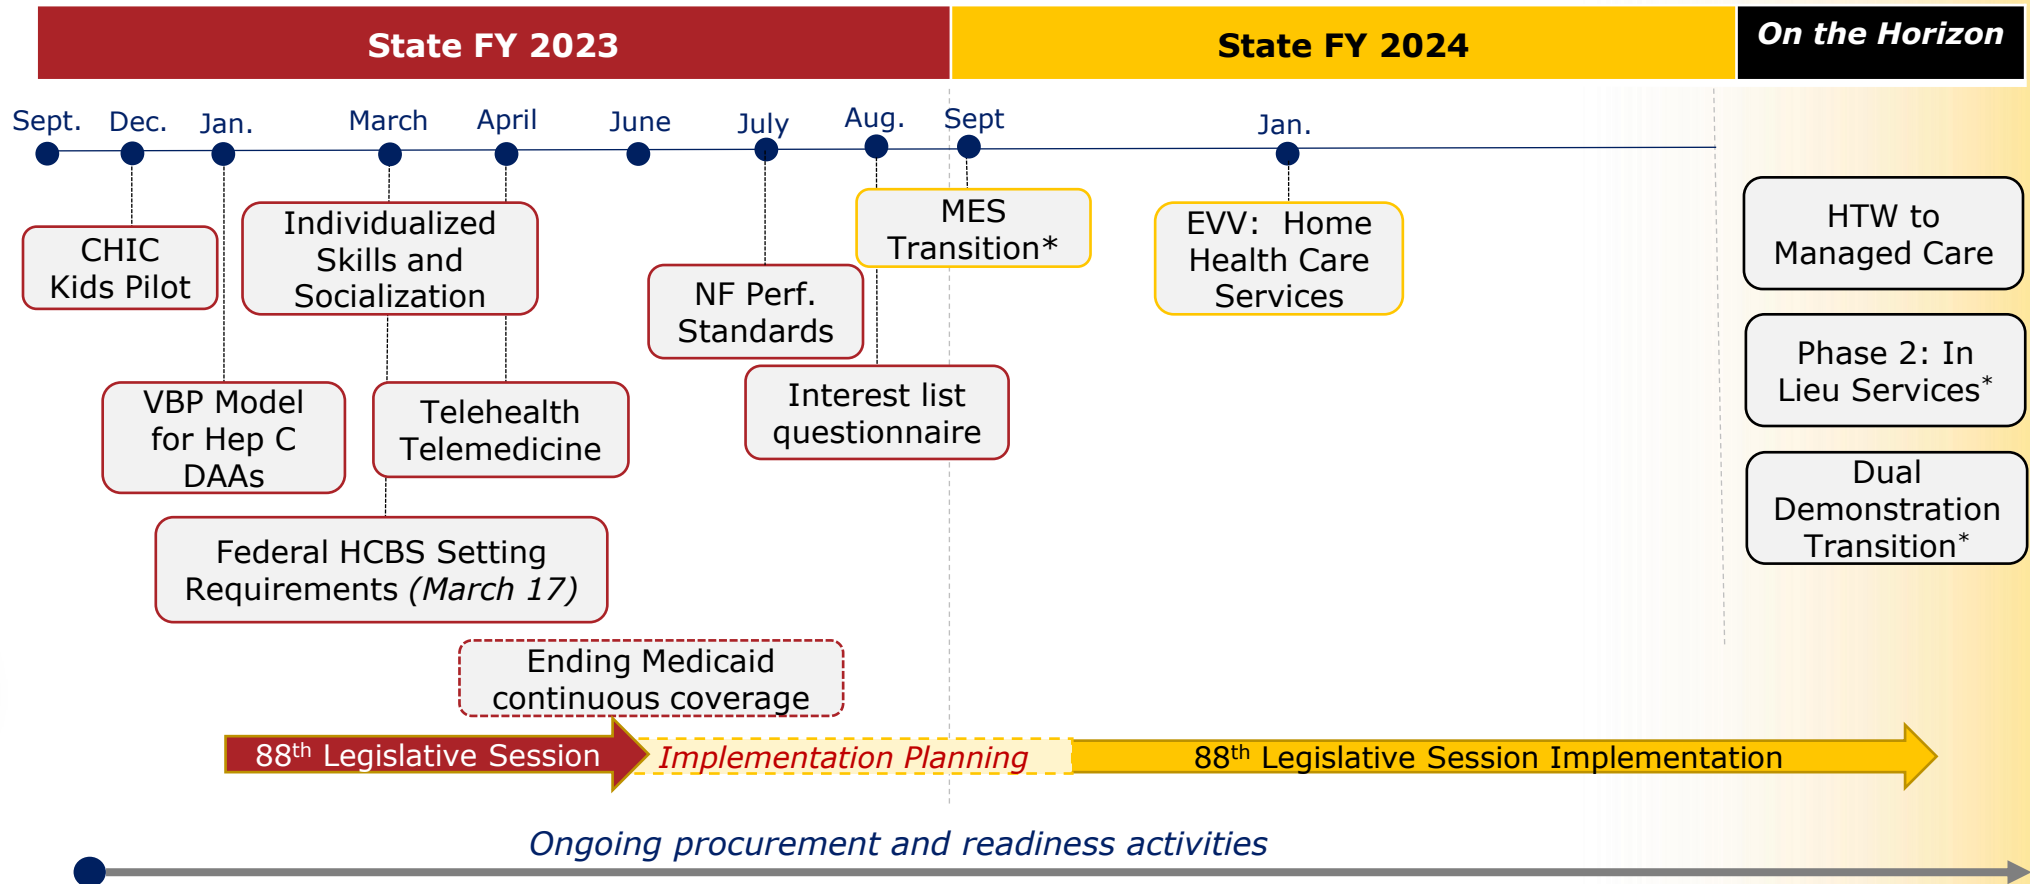 State FY 2023
State FY 2024
On the Horizon
Sept.
Dec.
Jan.
March
April
June
July
Aug.
Sept
Jan.
CHIC
Kids Pilot
Individualized
Skills and
Socialization
MES
Transition*
EVV:  Home
Health Care
Services
HTW to
Managed Care
NF Perf.
Standards
Phase 2: In
Lieu Services*
VBP Model
for Hep C
DAAs
Telehealth
Telemedicine
Interest list
questionnaire
Dual
Demonstration
Transition*
Federal HCBS Setting
Requirements (March 17)
Ending Medicaid
continuous coverage
88th Legislative Session
Implementation Planning
88th Legislative Session Implementation
Ongoing procurement and readiness activities